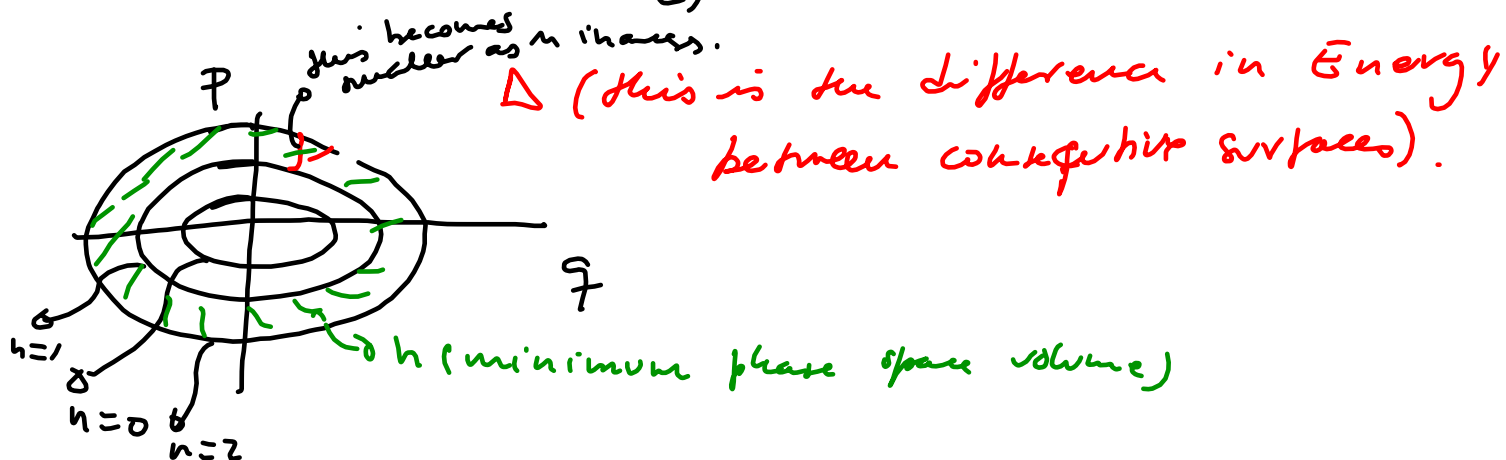 this becomes
smaller as n increases.
P
Δ (this is the difference in Energy
between consequtive surfaces).
q
h (minimum phase space volume)
n=1
n=0
n=2